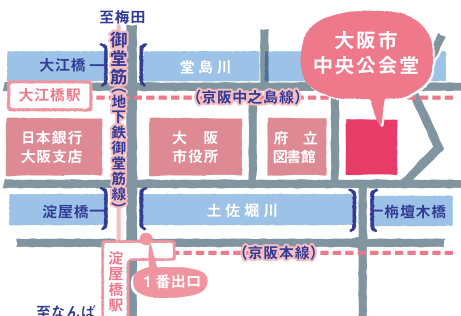 至梅田
御堂筋(地下鉄御堂筋線)
大江橋
堂島川
大阪市
中央公会堂
大江橋駅
(京阪中之島線)
日本銀行
大阪支店
大阪
市役所
府立
図書館
淀屋橋
土佐堀川
栴檀木橋
(京阪本線)
淀屋橋駅
1番出口
至なんば